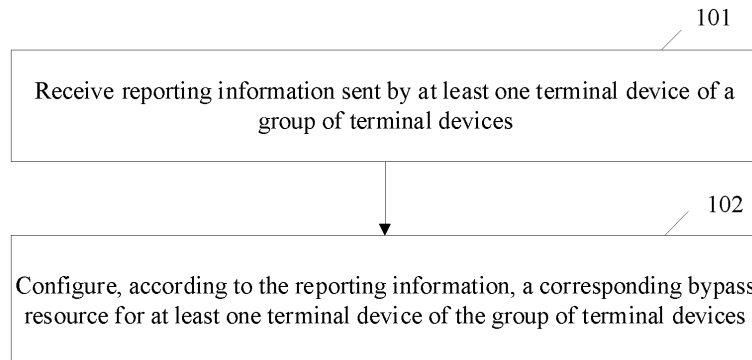 101
Receive reporting information sent by at least one terminal device of a
group of terminal devices
102
Configure, according to the reporting information, a corresponding bypass
resource for at least one terminal device of the group of terminal devices